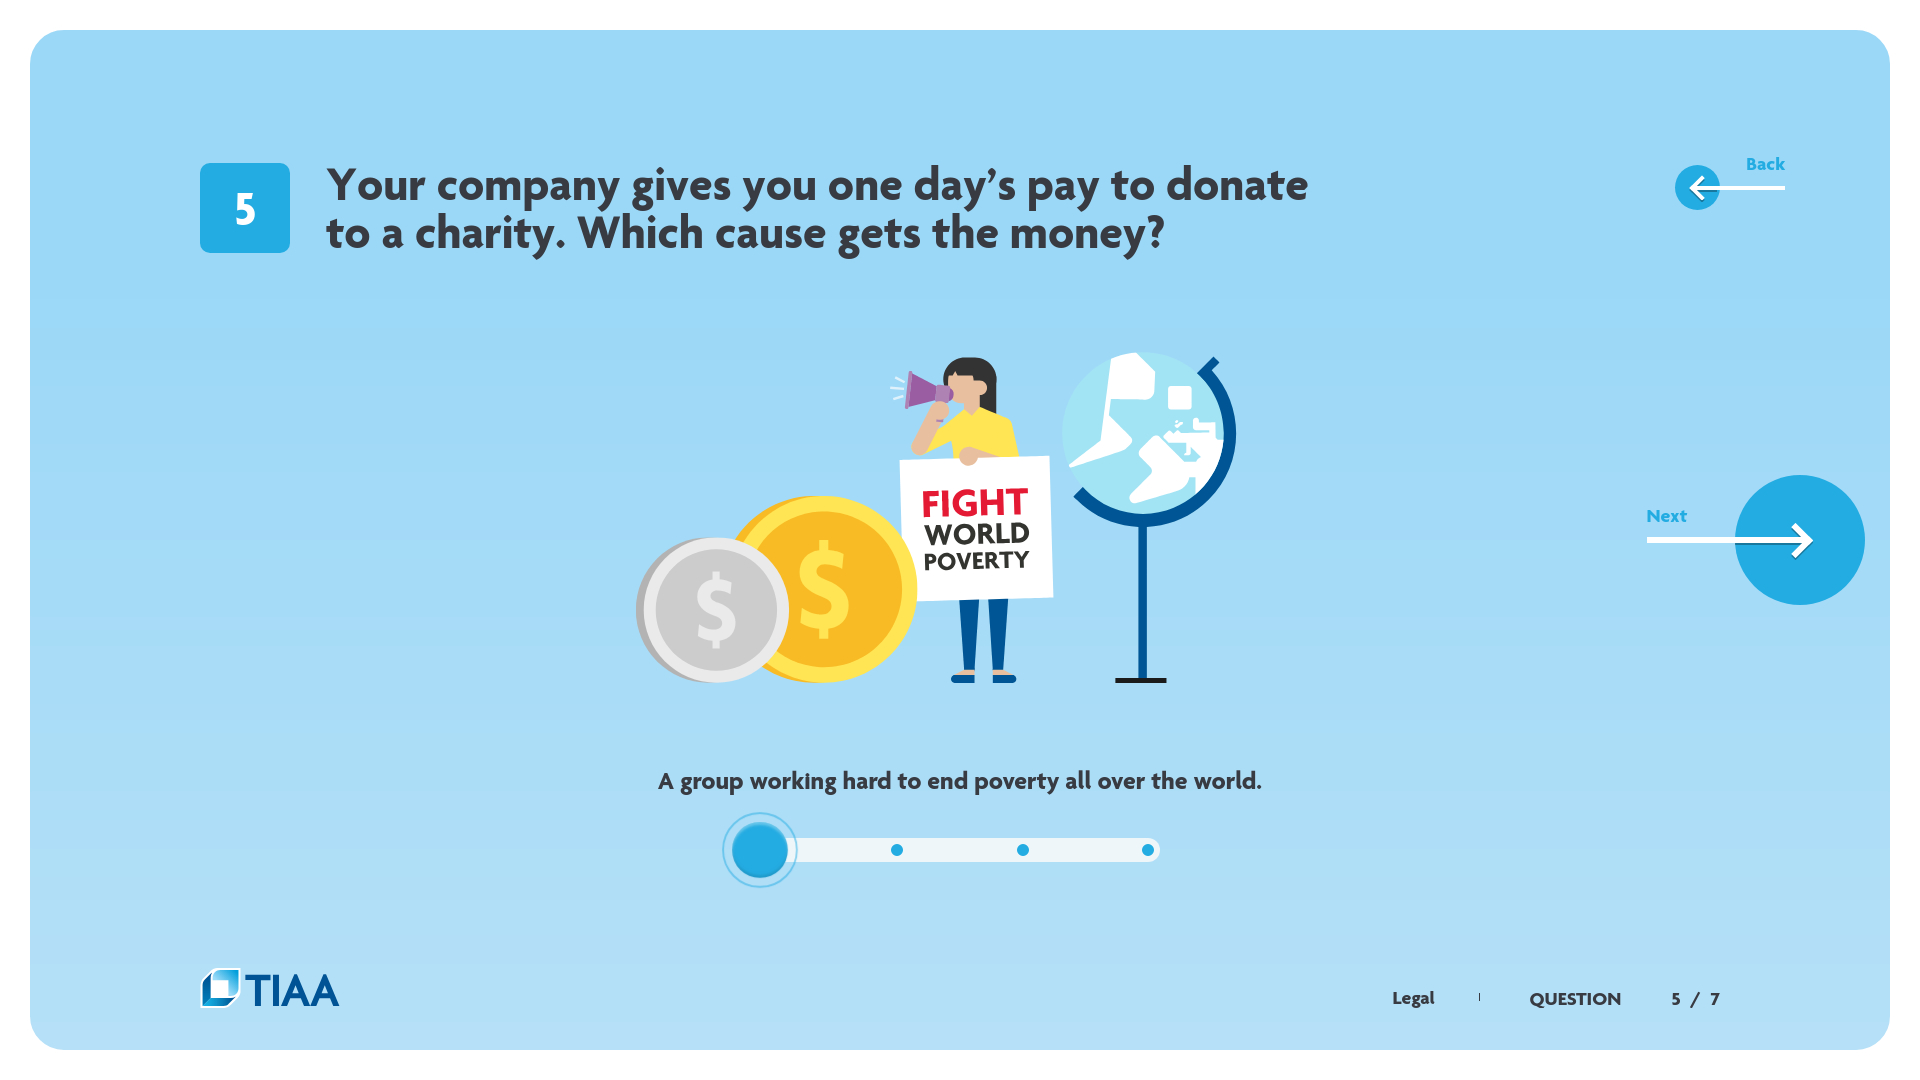 5
Your company gives you one day’s pay to donate
to a charity. Which cause gets the money?
Back
$
$
FIGHT
WORLD
POVERTY
Next
A group working hard to end poverty all over the world.
TIAA
Legal
QUESTION
5 / 7